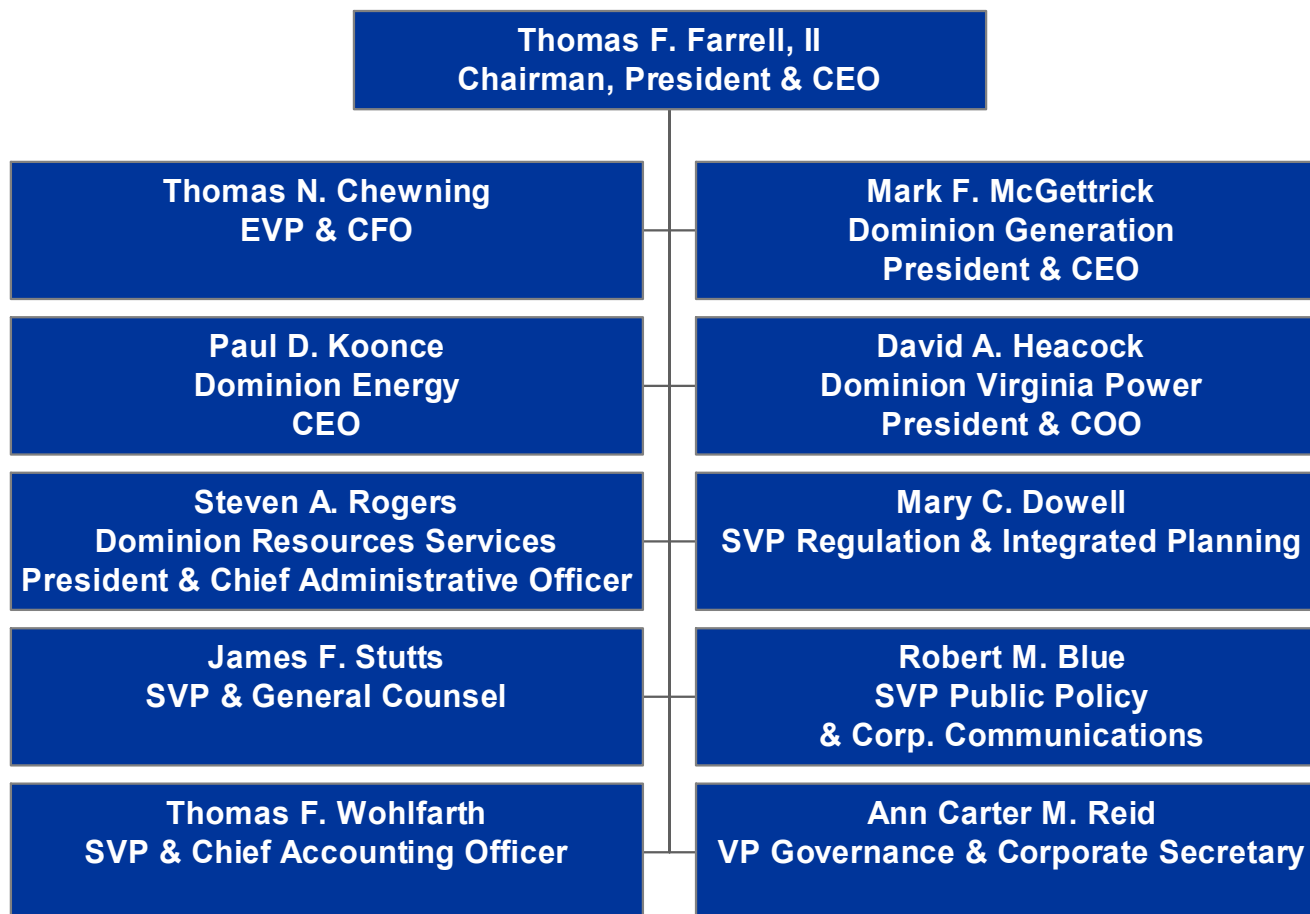 Thomas F. Farrell, II
Chairman, President & CEO
Thomas N. Chewning
EVP & CFO
Mark F. McGettrick
Dominion Generation
President & CEO
Paul D. Koonce
Dominion Energy
CEO
David A. Heacock
Dominion Virginia Power
President & COO
Steven A. Rogers
Dominion Resources Services
President & Chief Administrative Officer
Mary C. Dowell
SVP Regulation & Integrated Planning
James F. Stutts
SVP & General Counsel
Robert M. Blue
SVP Public Policy
& Corp. Communications
Thomas F. Wohlfarth
SVP & Chief Accounting Officer
Ann Carter M. Reid
VP Governance & Corporate Secretary